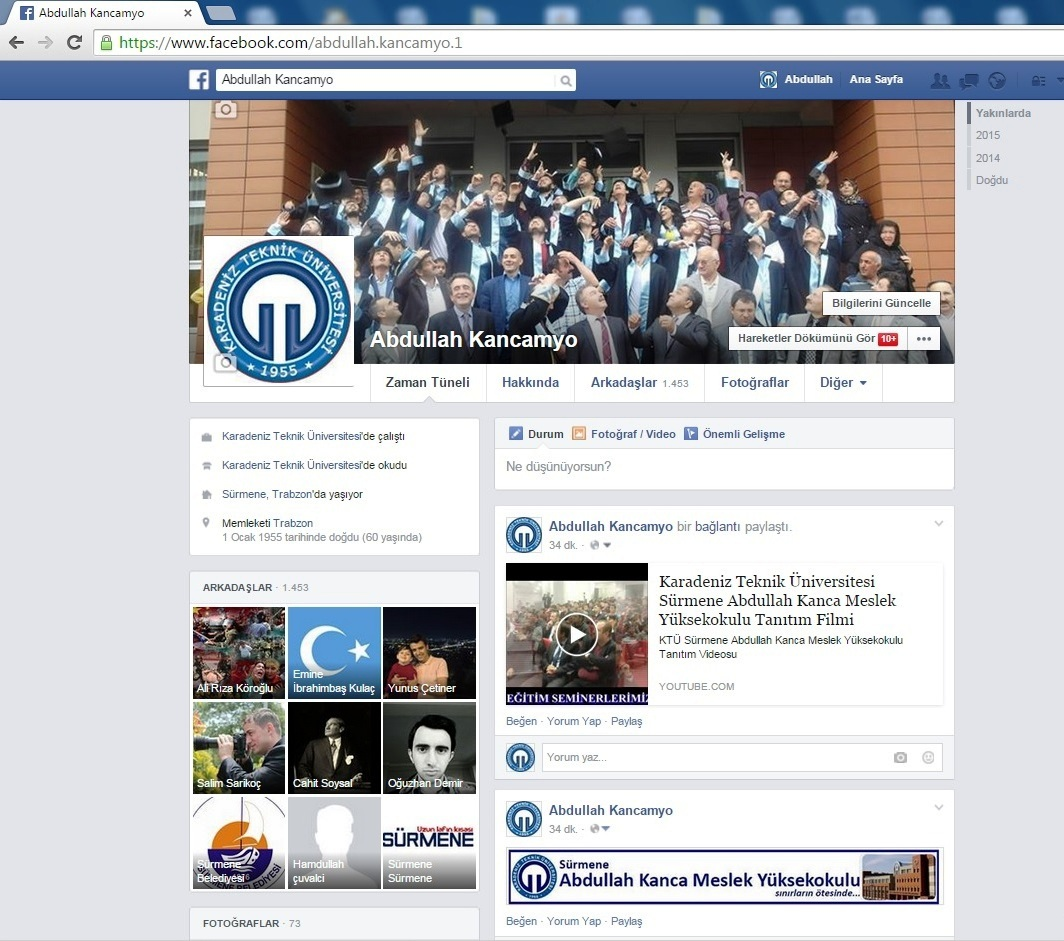 Abdullah Kancamyo
https://www.facebook.com/abdullah.kancamyo.1
Abdullah Kancamyo
Abdullah
Ana Sayfa
Yakınlarda
2015
2014
Doğdu
KARADENİZ TEKNİK ÜNİVERSİTESİ
★ 1955 ★
Abdullah Kancamyo
Bilgilerini Güncelle
Hareketler Dökümünü Gör 10+
Zaman Tüneli
Hakkında
Arkadaşlar 1.453
Fotoğraflar
Diğer
Karadeniz Teknik Üniversitesi'de çalıştı
Karadeniz Teknik Üniversitesi'de okudu
Sürmene, Trabzon'da yaşıyor
Memleketi Trabzon
1 Ocak 1955 tarihinde doğdu (60 yaşında)
ARKADAŞLAR · 1.453
Ali Rıza Köroğlu
Emine
İbrahimbaş Kulaç
Yunus Çetiner
Salim Sarikoç
Cahit Soysal
Oğuzhan Demir
Sürmene
Belediyesi
Hamdullah
çuvalci
Uzun lafın kısası
SÜRMENE
Sürmene
Sürmene
FOTOĞRAFLAR · 73
Durum
Fotoğraf / Video
Önemli Gelişme
Ne düşünüyorsun?
Abdullah Kancamyo bir bağlantı paylaştı.
34 dk. ·
EĞİTİM SEMİNERLERİMİZ
Karadeniz Teknik Üniversitesi
Sürmene Abdullah Kanca Meslek
Yüksekokulu Tanıtım Filmi
KTÜ Sürmene Abdullah Kanca Meslek Yüksekokulu
Tanıtım Videosu
YOUTUBE.COM
Beğen · Yorum Yap · Paylaş
Yorum yaz...
Abdullah Kancamyo
34 dk. ·
Sürmene
Abdullah Kanca Meslek Yüksekokulu
sınırların ötesinde...
Beğen · Yorum Yap · Paylaş